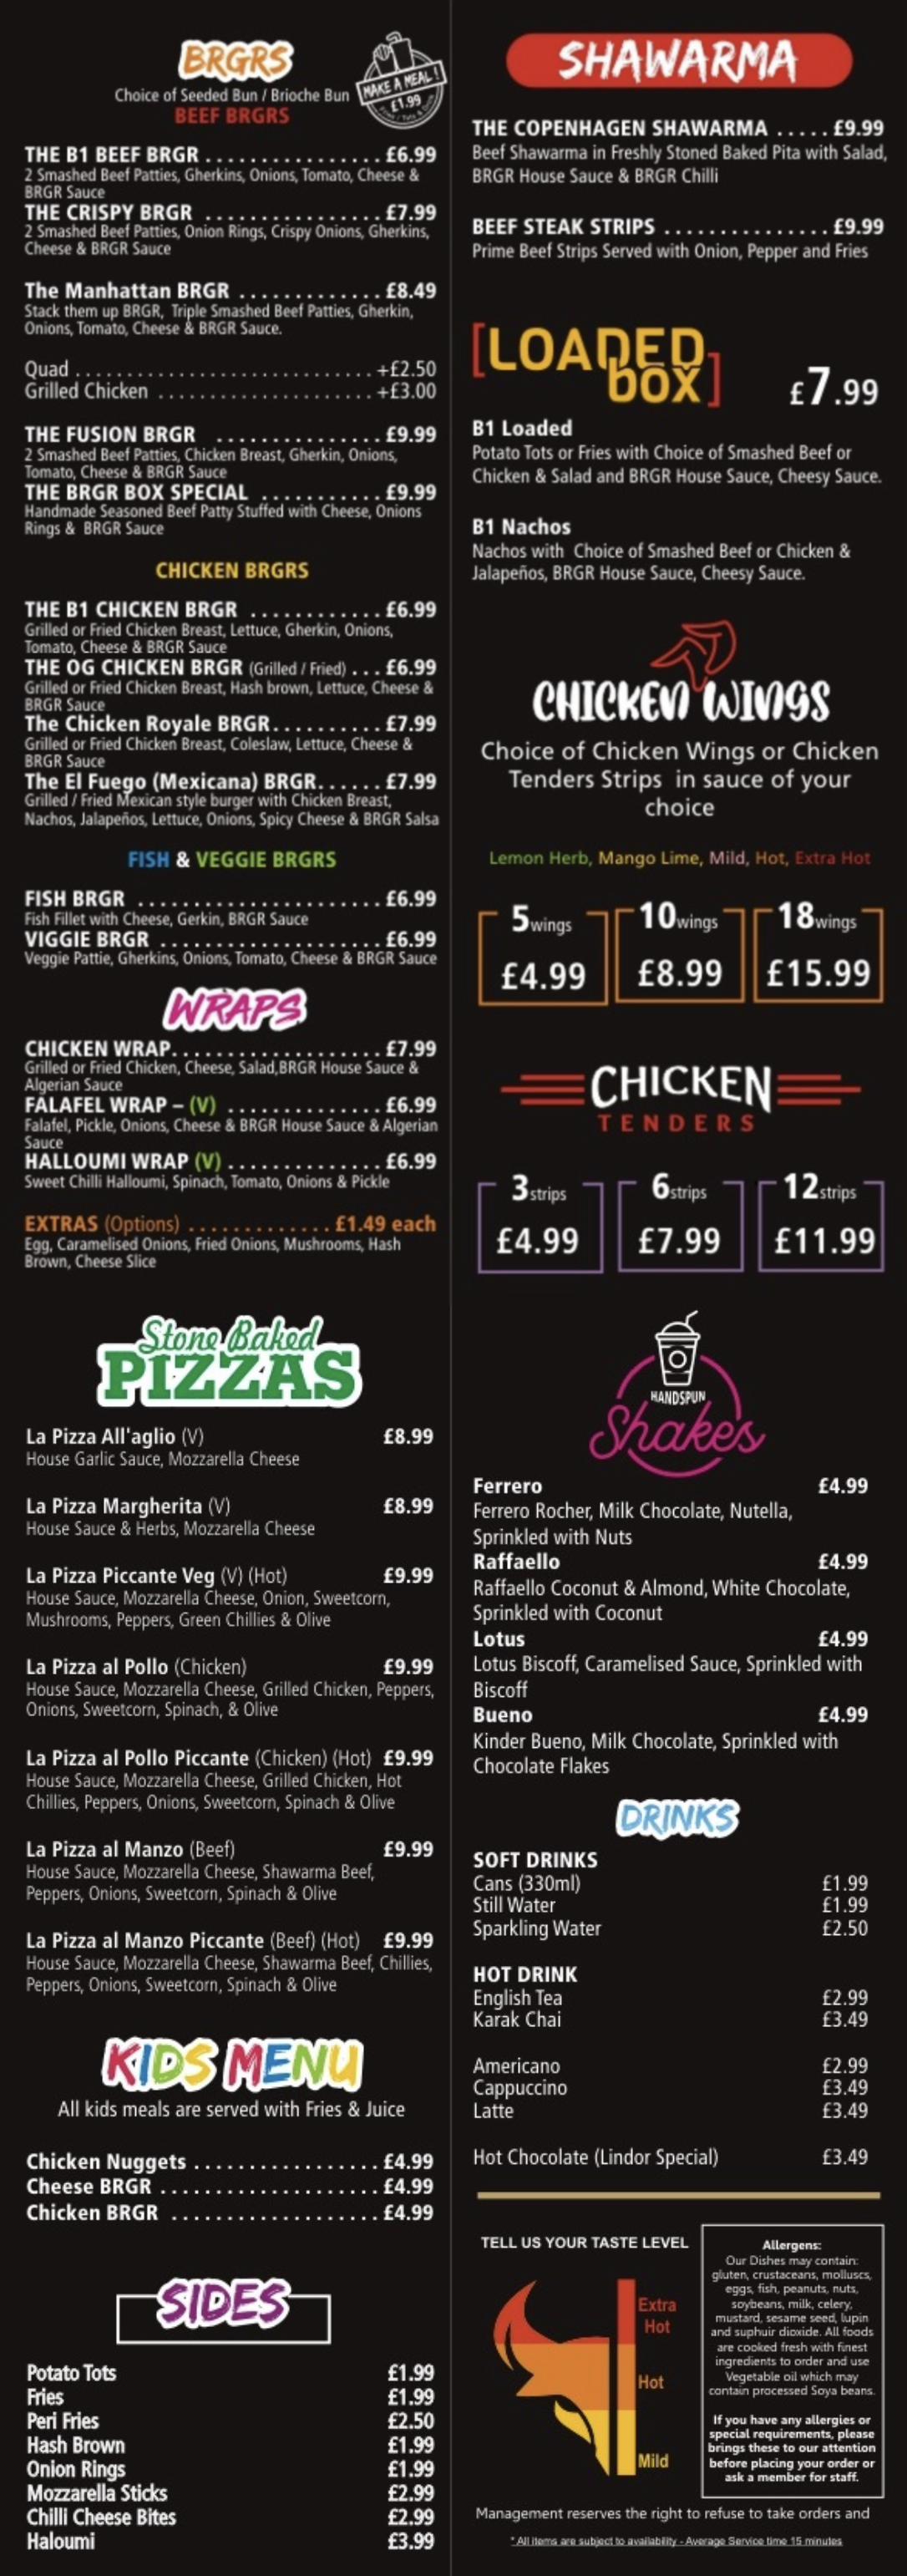 BRGRS
Choice of Seeded Bun / Brioche Bun
MAKE A MEAL !
£1.99
BEEF BRGRS
THE B1 BEEF BRGR . . . . . . . . . . . . . . . . £6.99
2 Smashed Beef Patties, Gherkins, Onions, Tomato, Cheese &
BRGR Sauce
THE CRISPY BRGR . . . . . . . . . . . . . . . . £7.99
2 Smashed Beef Patties, Onion Rings, Crispy Onions, Gherkins,
Cheese & BRGR Sauce
The Manhattan BRGR . . . . . . . . . . . . . £8.49
Stack them up BRGR, Triple Smashed Beef Patties, Gherkin,
Onions, Tomato, Cheese & BRGR Sauce.
Quad . . . . . . . . . . . . . . . . . . . . . . . . . . . +£2.50
Grilled Chicken . . . . . . . . . . . . . . . . . . . . +£3.00
THE FUSION BRGR . . . . . . . . . . . . . . . £9.99
2 Smashed Beef Patties, Chicken Breast, Gherkin, Onions,
Tomato, Cheese & BRGR Sauce
THE BRGR BOX SPECIAL . . . . . . . . . . . £9.99
Handmade Seasoned Beef Patty Stuffed with Cheese, Onions
Rings & BRGR Sauce
CHICKEN BRGRS
THE B1 CHICKEN BRGR . . . . . . . . . . . . £6.99
Grilled or Fried Chicken Breast, Lettuce, Gherkin, Onions,
Tomato, Cheese & BRGR Sauce
THE OG CHICKEN BRGR (Grilled / Fried) . . . £6.99
Grilled or Fried Chicken Breast, Hash brown, Lettuce, Cheese &
BRGR Sauce
The Chicken Royale BRGR. . . . . . . . . . £7.99
Grilled or Fried Chicken Breast, Coleslaw, Lettuce, Cheese &
BRGR Sauce
The El Fuego (Mexicana) BRGR. . . . . . £7.99
Grilled / Fried Mexican style burger with Chicken Breast,
Nachos, Jalapeños, Lettuce, Onions, Spicy Cheese & BRGR Salsa
FISH & VEGGIE BRGRS
FISH BRGR . . . . . . . . . . . . . . . . . . . . . . £6.99
Fish Fillet with Cheese, Gerkin, BRGR Sauce
VIGGIE BRGR . . . . . . . . . . . . . . . . . . . . £6.99
Veggie Pattie, Gherkins, Onions, Tomato, Cheese & BRGR Sauce
WRAPS
CHICKEN WRAP. . . . . . . . . . . . . . . . . . . £7.99
Grilled or Fried Chicken, Cheese, Salad,BRGR House Sauce &
Algerian Sauce
FALAFEL WRAP – (V) . . . . . . . . . . . . . . £6.99
Falafel, Pickle, Onions, Cheese & BRGR House Sauce & Algerian
Sauce
HALLOUMI WRAP (V) . . . . . . . . . . . . . . £6.99
Sweet Chilli Halloumi, Spinach, Tomato, Onions & Pickle
EXTRAS (Options) . . . . . . . . . . . . . £1.49 each
Egg, Caramelised Onions, Fried Onions, Mushrooms, Hash
Brown, Cheese Slice
Stone Baked
PIZZAS
La Pizza All'aglio (V) £8.99
House Garlic Sauce, Mozzarella Cheese
La Pizza Margherita (V) £8.99
House Sauce & Herbs, Mozzarella Cheese
La Pizza Piccante Veg (V) (Hot) £9.99
House Sauce, Mozzarella Cheese, Onion, Sweetcorn,
Mushrooms, Peppers, Green Chillies & Olive
La Pizza al Pollo (Chicken) £9.99
House Sauce, Mozzarella Cheese, Grilled Chicken, Peppers,
Onions, Sweetcorn, Spinach, & Olive
La Pizza al Pollo Piccante (Chicken) (Hot) £9.99
House Sauce, Mozzarella Cheese, Grilled Chicken, Hot
Chillies, Peppers, Onions, Sweetcorn, Spinach & Olive
La Pizza al Manzo (Beef) £9.99
House Sauce, Mozzarella Cheese, Shawarma Beef,
Peppers, Onions, Sweetcorn, Spinach & Olive
La Pizza al Manzo Piccante (Beef) (Hot) £9.99
House Sauce, Mozzarella Cheese, Shawarma Beef, Chillies,
Peppers, Onions, Sweetcorn, Spinach & Olive
KIDS MENU
All kids meals are served with Fries & Juice
Chicken Nuggets . . . . . . . . . . . . . . . . . £4.99
Cheese BRGR . . . . . . . . . . . . . . . . . . . . £4.99
Chicken BRGR . . . . . . . . . . . . . . . . . . . £4.99
SIDES
Potato Tots £1.99
Fries £1.99
Peri Fries £2.50
Hash Brown £1.99
Onion Rings £1.99
Mozzarella Sticks £2.99
Chilli Cheese Bites £2.99
Haloumi £3.99
SHAWARMA
THE COPENHAGEN SHAWARMA . . . . . £9.99
Beef Shawarma in Freshly Stoned Baked Pita with Salad,
BRGR House Sauce & BRGR Chilli
BEEF STEAK STRIPS . . . . . . . . . . . . . . . £9.99
Prime Beef Strips Served with Onion, Pepper and Fries
[LOADED box]
£7.99
B1 Loaded
Potato Tots or Fries with Choice of Smashed Beef or
Chicken & Salad and BRGR House Sauce, Cheesy Sauce.
B1 Nachos
Nachos with Choice of Smashed Beef or Chicken &
Jalapeños, BRGR House Sauce, Cheesy Sauce.
CHICKEN WINGS
Choice of Chicken Wings or Chicken
Tenders Strips in sauce of your
choice
Lemon Herb, Mango Lime, Mild, Hot, Extra Hot
5 wings 10 wings 18 wings
£4.99 £8.99 £15.99
CHICKEN
TENDERS
3 strips 6 strips 12 strips
£4.99 £7.99 £11.99
HANDSPUN
Shakes
Ferrero £4.99
Ferrero Rocher, Milk Chocolate, Nutella,
Sprinkled with Nuts
Raffaello £4.99
Raffaello Coconut & Almond, White Chocolate,
Sprinkled with Coconut
Lotus £4.99
Lotus Biscoff, Caramelised Sauce, Sprinkled with
Biscoff
Bueno £4.99
Kinder Bueno, Milk Chocolate, Sprinkled with
Chocolate Flakes
DRINKS
SOFT DRINKS
Cans (330ml) £1.99
Still Water £1.99
Sparkling Water £2.50
HOT DRINK
English Tea £2.99
Karak Chai £3.49
Americano £2.99
Cappuccino £3.49
Latte £3.49
Hot Chocolate (Lindor Special) £3.49
TELL US YOUR TASTE LEVEL
Extra
Hot
Hot
Mild
Allergens:
Our Dishes may contain:
gluten, crustaceans, molluscs,
eggs, fish, peanuts, nuts,
soybeans, milk, celery,
mustard, sesame seed, lupin
and suphuir dioxide. All foods
are cooked fresh with finest
ingredients to order and use
Vegetable oil which may
contain processed Soya beans.
If you have any allergies or
special requirements, please
brings these to our attention
before placing your order or
ask a member for staff.
Management reserves the right to refuse to take orders and
* All items are subject to availability - Average Service time 15 minutes